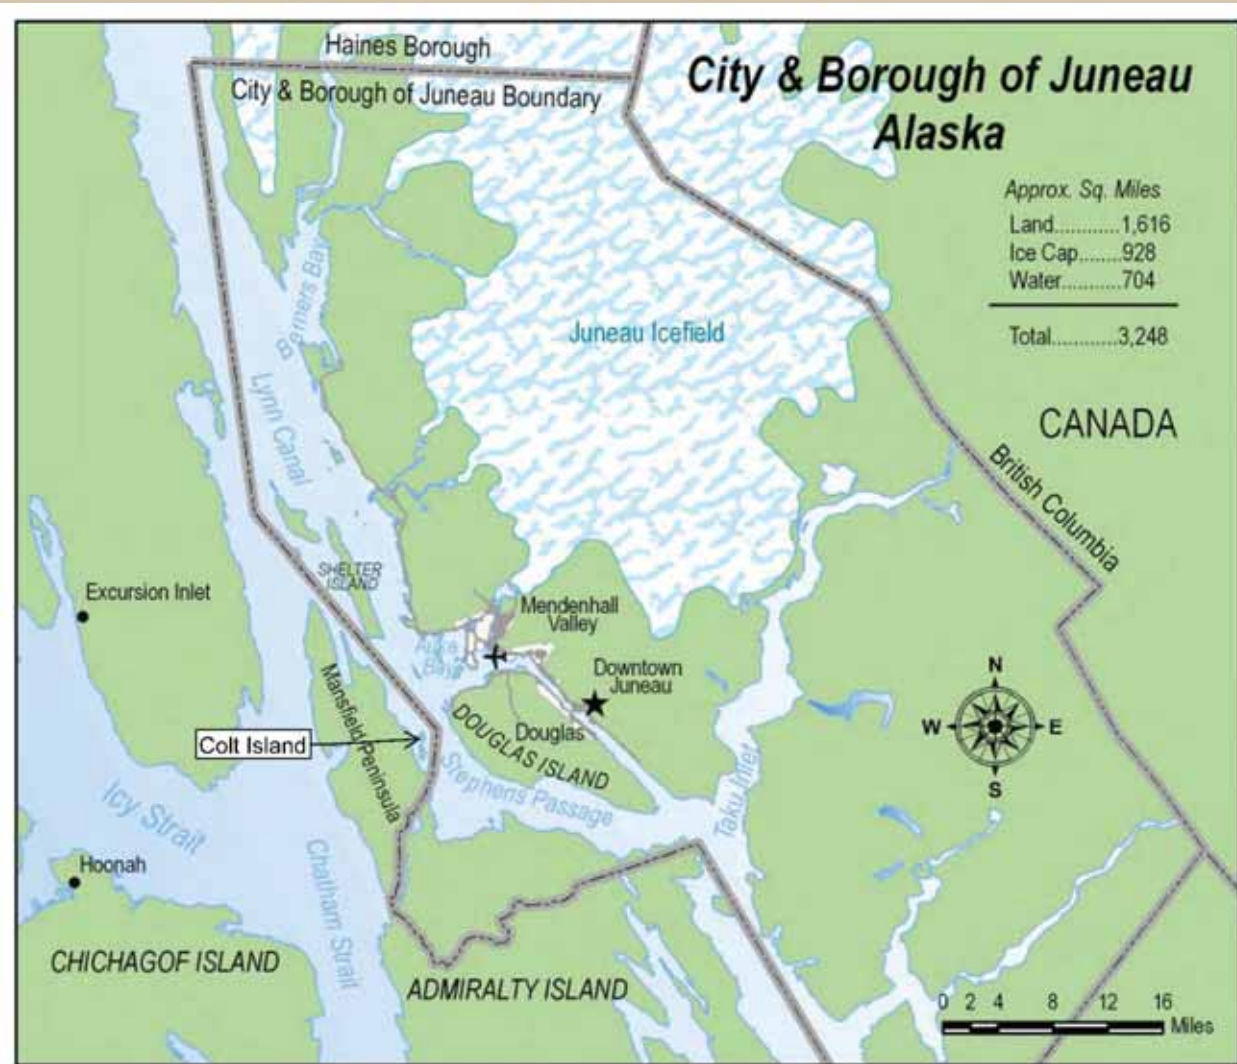 Haines Borough
City & Borough of Juneau Boundary
City & Borough of Juneau
Alaska
Approx. Sq. Miles
Land............1,616
Ice Cap........928
Water...........704
Total............3,248
Juneau Icefield
Berners Bay
Lynn Canal
CANADA
British Columbia
SHELTER
ISLAND
Excursion Inlet
Mendenhall
Valley
Auke
Bay
Downtown
Juneau
Mansfield Peninsula
Colt Island
DOUGLAS ISLAND
Douglas
Stephens Passage
Taku Inlet
N
W
E
S
Icy Strait
Hoonah
Chatham Strait
CHICHAGOF ISLAND
ADMIRALTY ISLAND
0 2 4 8 12 16
Miles